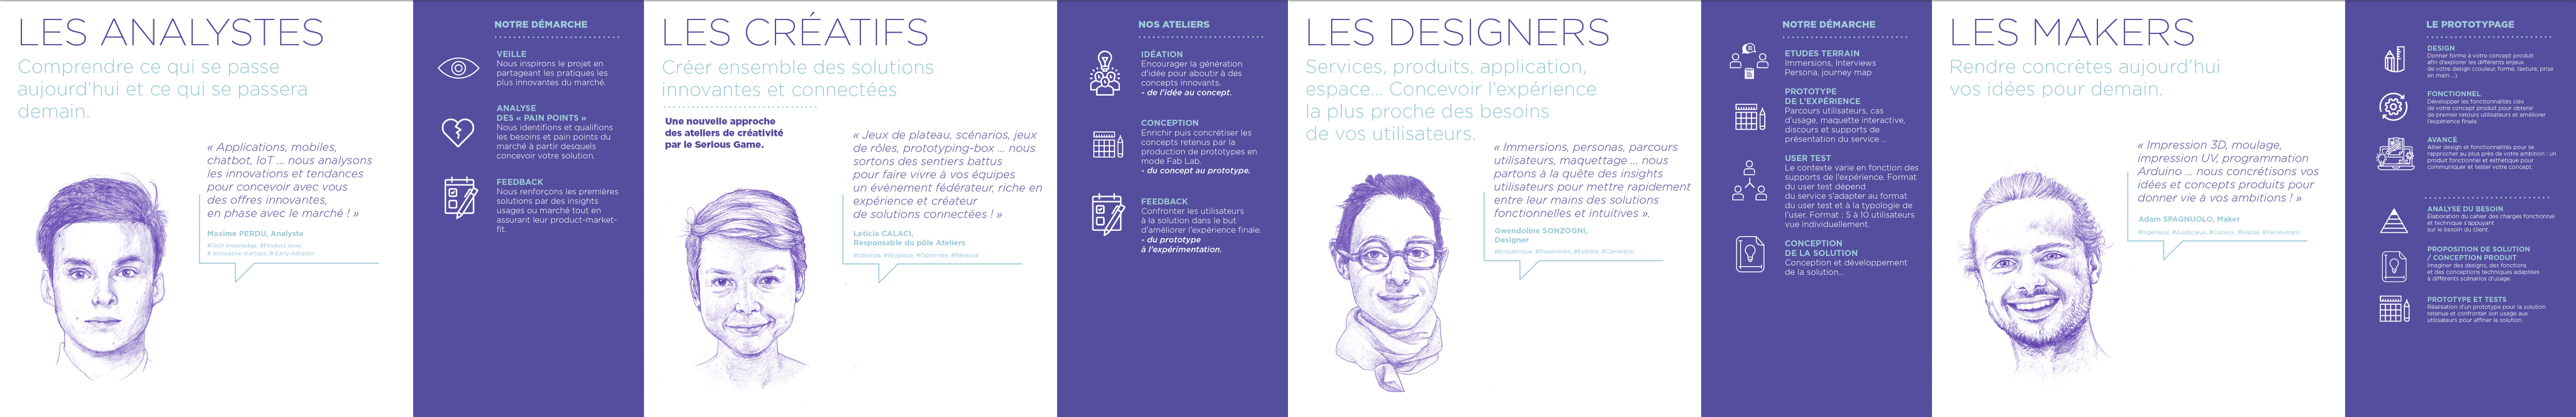 LES ANALYSTES
Comprendre ce qui se passe
aujourd'hui et ce qui se passera
demain.
« Applications, mobiles,
chatbot, IoT ... nous analysons
les innovations et tendances
pour concevoir avec vous
des offres innovantes,
en phase avec le marché ! »
Maxime PERDU, Analyste
#Tech knowledge, #Product lover,
# Innovative startups, # Early Adopter
NOTRE DÉMARCHE
VEILLE
Nous inspirons le projet en
partageant les pratiques les
plus innovantes du marché.
ANALYSE
DES « PAIN POINTS »
Nous identifions et qualifions
les besoins et pain points du
marché à partir desquels
concevoir votre solution.
FEEDBACK
Nous renforçons les premières
solutions par des insights
usages ou marché tout en
assurant leur product-market-
fit.
LES CRÉATIFS
Créer ensemble des solutions
innovantes et connectées
Une nouvelle approche
des ateliers de créativité
par le Serious Game.
« Jeux de plateau, scénarios, jeux
de rôles, prototyping-box ... nous
sortons des sentiers battus
pour faire vivre à vos équipes
un évènement fédérateur, riche en
expérience et créateur
de solutions connectées ! »
Leticia CALACI,
Responsable du pôle Ateliers
#Idéaliste, #Atypique, #Optimiste, #Rêveuse
NOS ATELIERS
IDÉATION
Encourager la génération
d'idée pour aboutir à des
concepts innovants.
- de l'idée au concept.
CONCEPTION
Enrichir puis concrétiser les
concepts retenus par la
production de prototypes en
mode Fab Lab.
- du concept au prototype.
FEEDBACK
Confronter les utilisateurs
à la solution dans le but
d'améliorer l'expérience finale.
- du prototype
à l'expérimentation.
LES DESIGNERS
Services, produits, application,
espace... Concevoir l'expérience
la plus proche des besoins
de vos utilisateurs.
« Immersions, personas, parcours
utilisateurs, maquettage ... nous
partons à la quête des insights
utilisateurs pour mettre rapidement
entre leur mains des solutions
fonctionnelles et intuitives ».
Gwendoline SONZOGNI,
Designer
#Empathique, #Passionnée, #Esthète, #Caméléon
NOTRE DÉMARCHE
ETUDES TERRAIN
Immersions, Interviews
Persona, journey map
PROTOTYPE
DE L'EXPÉRIENCE
Parcours utilisateurs, cas
d'usage, maquette interactive,
discours et supports de
présentation du service ...
USER TEST
Le contexte varie en fonction des
supports de l'expérience. Format
du user test dépend
du service s'adapter au format
du user test et à la typologie de
l'user. Format : 5 à 10 utilisateurs
vue individuellement.
CONCEPTION
DE LA SOLUTION
Conception et développement
de la solution...
LES MAKERS
Rendre concrètes aujourd'hui
vos idées pour demain.
« Impression 3D, moulage,
impression UV, programmation
Arduino ... nous concrétisons vos
idées et concepts produits pour
donner vie à vos ambitions ! »
Adam SPAGNUOLO, Maker
#Ingénieux, #Audacieux, #Curieux, #Habile, #Persévérant
LE PROTOTYPAGE
DESIGN
Donner forme à votre concept produit
afin d'explorer les différents enjeux
de votre design (couleur, forme, texture, prise
en main ...)
FONCTIONNEL
Développer les fonctionnalités clés
de votre concept produit pour obtenir
de premier retours utilisateurs et améliorer
l'expérience finale.
AVANCÉ
Allier design et fonctionnalités pour se
rapprocher au plus près de votre ambition : un
produit fonctionnel et esthétique pour
communiquer et tester votre concept.
ANALYSE DU BESOIN
Élaboration du cahier des charges fonctionnel
et technique s'appuyant
sur le besoin du client.
PROPOSITION DE SOLUTION
/ CONCEPTION PRODUIT
Imaginer des designs, des fonctions
et des conceptions techniques adaptées
à différents scénarios d'usage.
PROTOTYPE ET TESTS
Réalisation d'un prototype pour la solution
retenue et confronter son usage aux
utilisateurs pour affiner la solution.